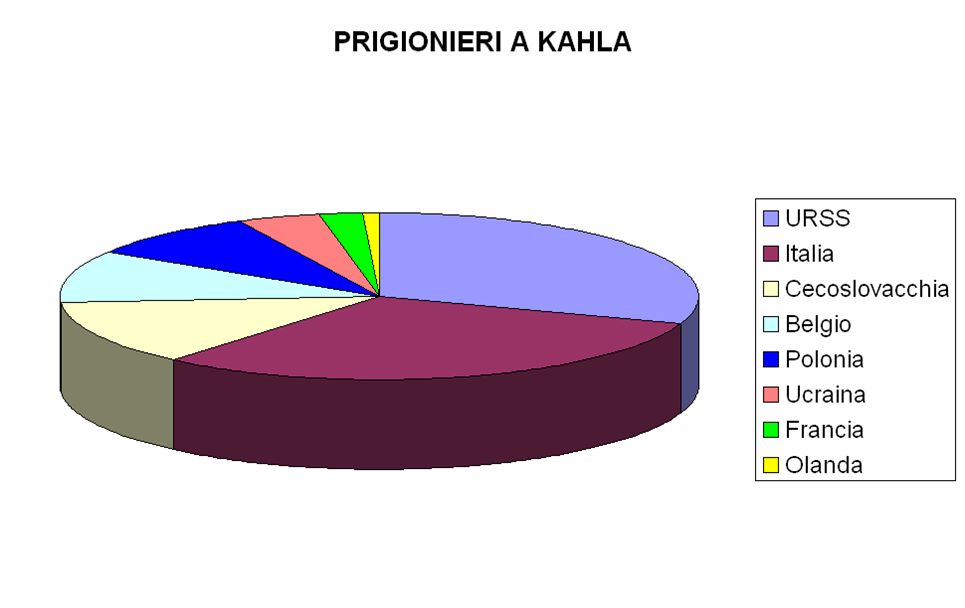 PRIGIONIERI A KAHLA
URSS
Italia
Cecoslovacchia
Belgio
Polonia
Ucraina
Francia
Olanda